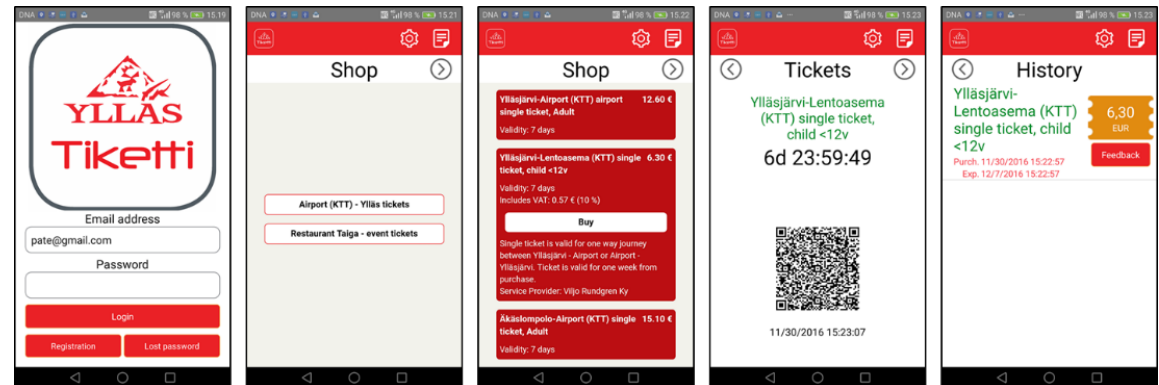 DNA
98 % 15.19
YLLÄS
Tiketti
Email address
pate@gmail.com
Password
Login
Registration
Lost password
DNA
98 % 15.21
Shop
Airport (KTT) - Ylläs tickets
Restaurant Taiga - event tickets
DNA
98 % 15.22
Shop
Ylläsjärvi-Airport (KTT) airport 12.60 €
single ticket, Adult
Validity: 7 days
Ylläsjärvi-Lentoasema (KTT) single 6.30 €
ticket, child <12v
Validity: 7 days
Includes VAT: 0.57 € (10 %)
Buy
Single ticket is valid for one way journey
between Ylläsjärvi - Airport or Airport -
Ylläsjärvi. Ticket is valid for one week from
purchase.
Service Provider: Viljo Rundgren Ky
Äkäslompolo-Airport (KTT) single 15.10 €
ticket, Adult
Validity: 7 days
DNA
98 % 15.23
Tickets
Ylläsjärvi-Lentoasema
(KTT) single ticket,
child <12v
6d 23:59:49
11/30/2016 15:23:07
DNA
98 % 15.23
History
Ylläsjärvi-
Lentoasema (KTT)
single ticket, child
<12v
6,30
EUR
Feedback
Purch. 11/30/2016 15:22:57
Exp. 12/7/2016 15:22:57